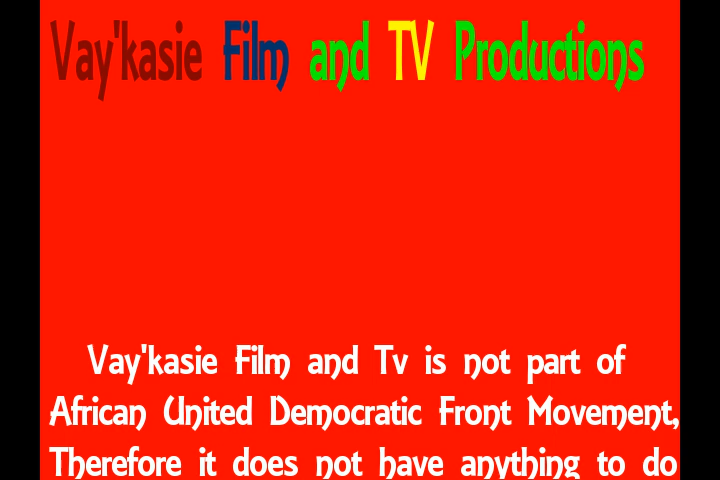 Vay'kasie Film and TV Productions
Vay'kasie Film and Tv is not part of
African United Democratic Front Movement,
Therefore it does not have anything to do